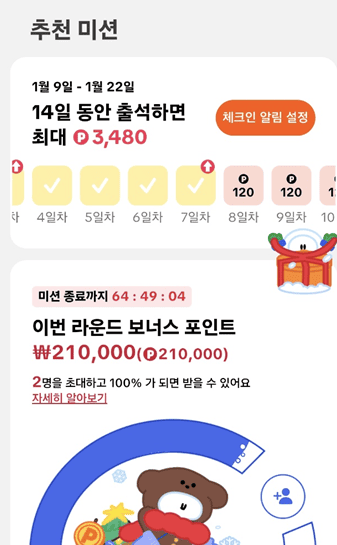 추천 미션
1월 9일 - 1월 22일
14일 동안 출석하면
최대 P 3,480
체크인 알림 설정
P P
120 120
차 4일차 5일차 6일차 7일차 8일차 9일차 10
미션 종료까지 64 : 49 : 04
이번 라운드 보너스 포인트
₩210,000(P210,000)
2명을 초대하고 100% 가 되면 받을 수 있어요
자세히 알아보기
P